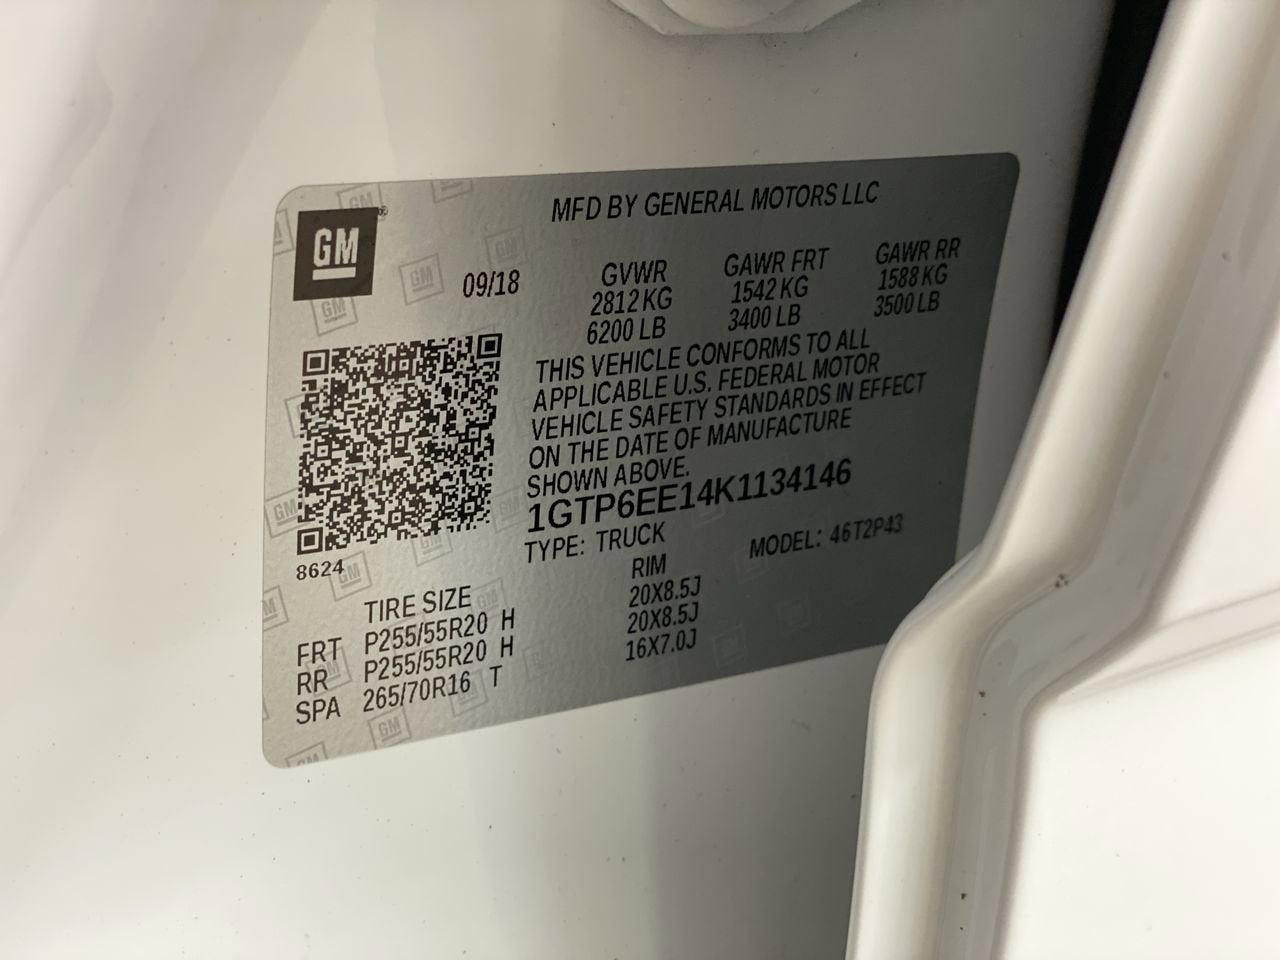 MFD BY GENERAL MOTORS LLC
GM®
09/18
GVWR GAWR FRT GAWR RR
2812 KG 1542 KG 1588 KG
6200 LB 3400 LB 3500 LB
THIS VEHICLE CONFORMS TO ALL
APPLICABLE U.S. FEDERAL MOTOR
VEHICLE SAFETY STANDARDS IN EFFECT
ON THE DATE OF MANUFACTURE
SHOWN ABOVE.
1GTP6EE14K1134146
TYPE: TRUCK MODEL: 46T2P43
8624
TIRE SIZE RIM
FRT P255/55R20 H 20X8.5J
RR P255/55R20 H 20X8.5J
SPA 265/70R16 T 16X7.0J